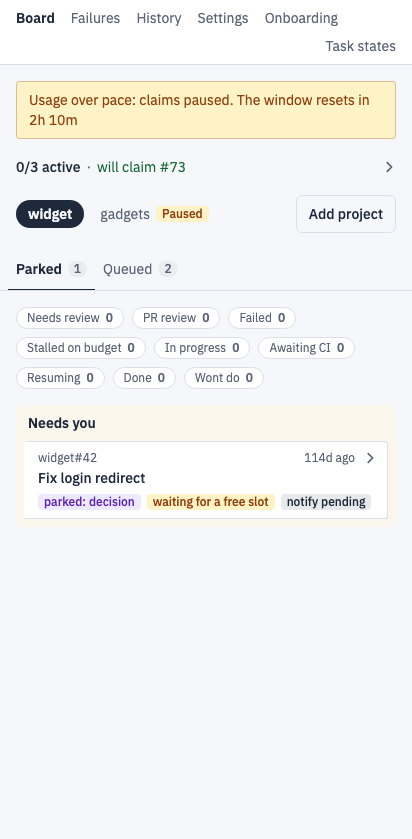 Board Failures History Settings Onboarding
Task states
Usage over pace: claims paused. The window resets in
2h 10m
0/3 active · will claim #73
widget gadgets Paused Add project
Parked 1 Queued 2
Needs review 0 PR review 0 Failed 0
Stalled on budget 0 In progress 0 Awaiting CI 0
Resuming 0 Done 0 Wont do 0
Needs you
widget#42 114d ago
Fix login redirect
parked: decision waiting for a free slot notify pending